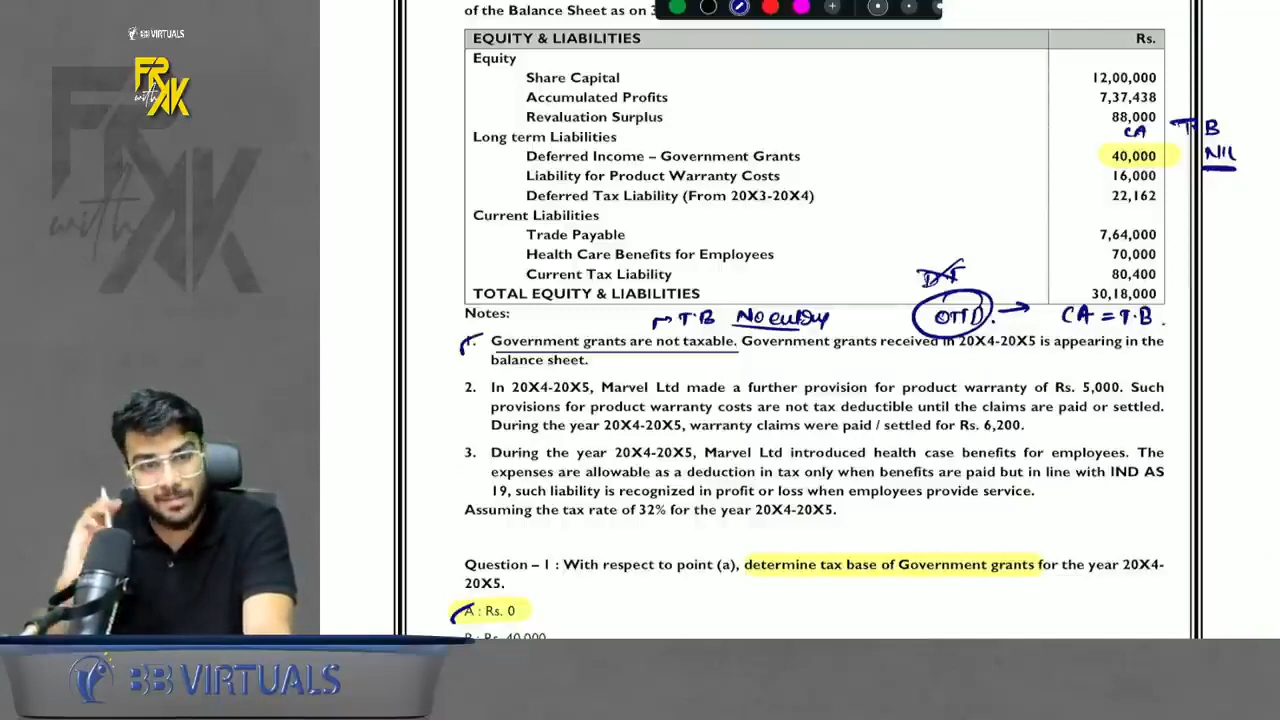 BB VIRTUALS
FR
with
KK
FR
with
KK
of the Balance Sheet as on 3
EQUITY & LIABILITIES Rs.
Equity
Share Capital 12,00,000
Accumulated Profits 7,37,438
Revaluation Surplus 88,000
CA T.B
Long term Liabilities
Deferred Income – Government Grants 40,000 NIL
Liability for Product Warranty Costs 16,000
Deferred Tax Liability (From 20X3-20X4) 22,162
Current Liabilities
Trade Payable 7,64,000
Health Care Benefits for Employees 70,000
Current Tax Liability 80,400
DT
TOTAL EQUITY & LIABILITIES 30,18,000
Notes: T.B No entry CA = T.B.
1. Government grants are not taxable. Government grants received in 20X4-20X5 is appearing in the
balance sheet.
2. In 20X4-20X5, Marvel Ltd made a further provision for product warranty of Rs. 5,000. Such
provisions for product warranty costs are not tax deductible until the claims are paid or settled.
During the year 20X4-20X5, warranty claims were paid / settled for Rs. 6,200.
3. During the year 20X4-20X5, Marvel Ltd introduced health case benefits for employees. The
expenses are allowable as a deduction in tax only when benefits are paid but in line with IND AS
19, such liability is recognized in profit or loss when employees provide service.
Assuming the tax rate of 32% for the year 20X4-20X5.
Question – 1 : With respect to point (a), determine tax base of Government grants for the year 20X4-
20X5.
A : Rs. 0
B : Rs. 40,000
BB VIRTUALS